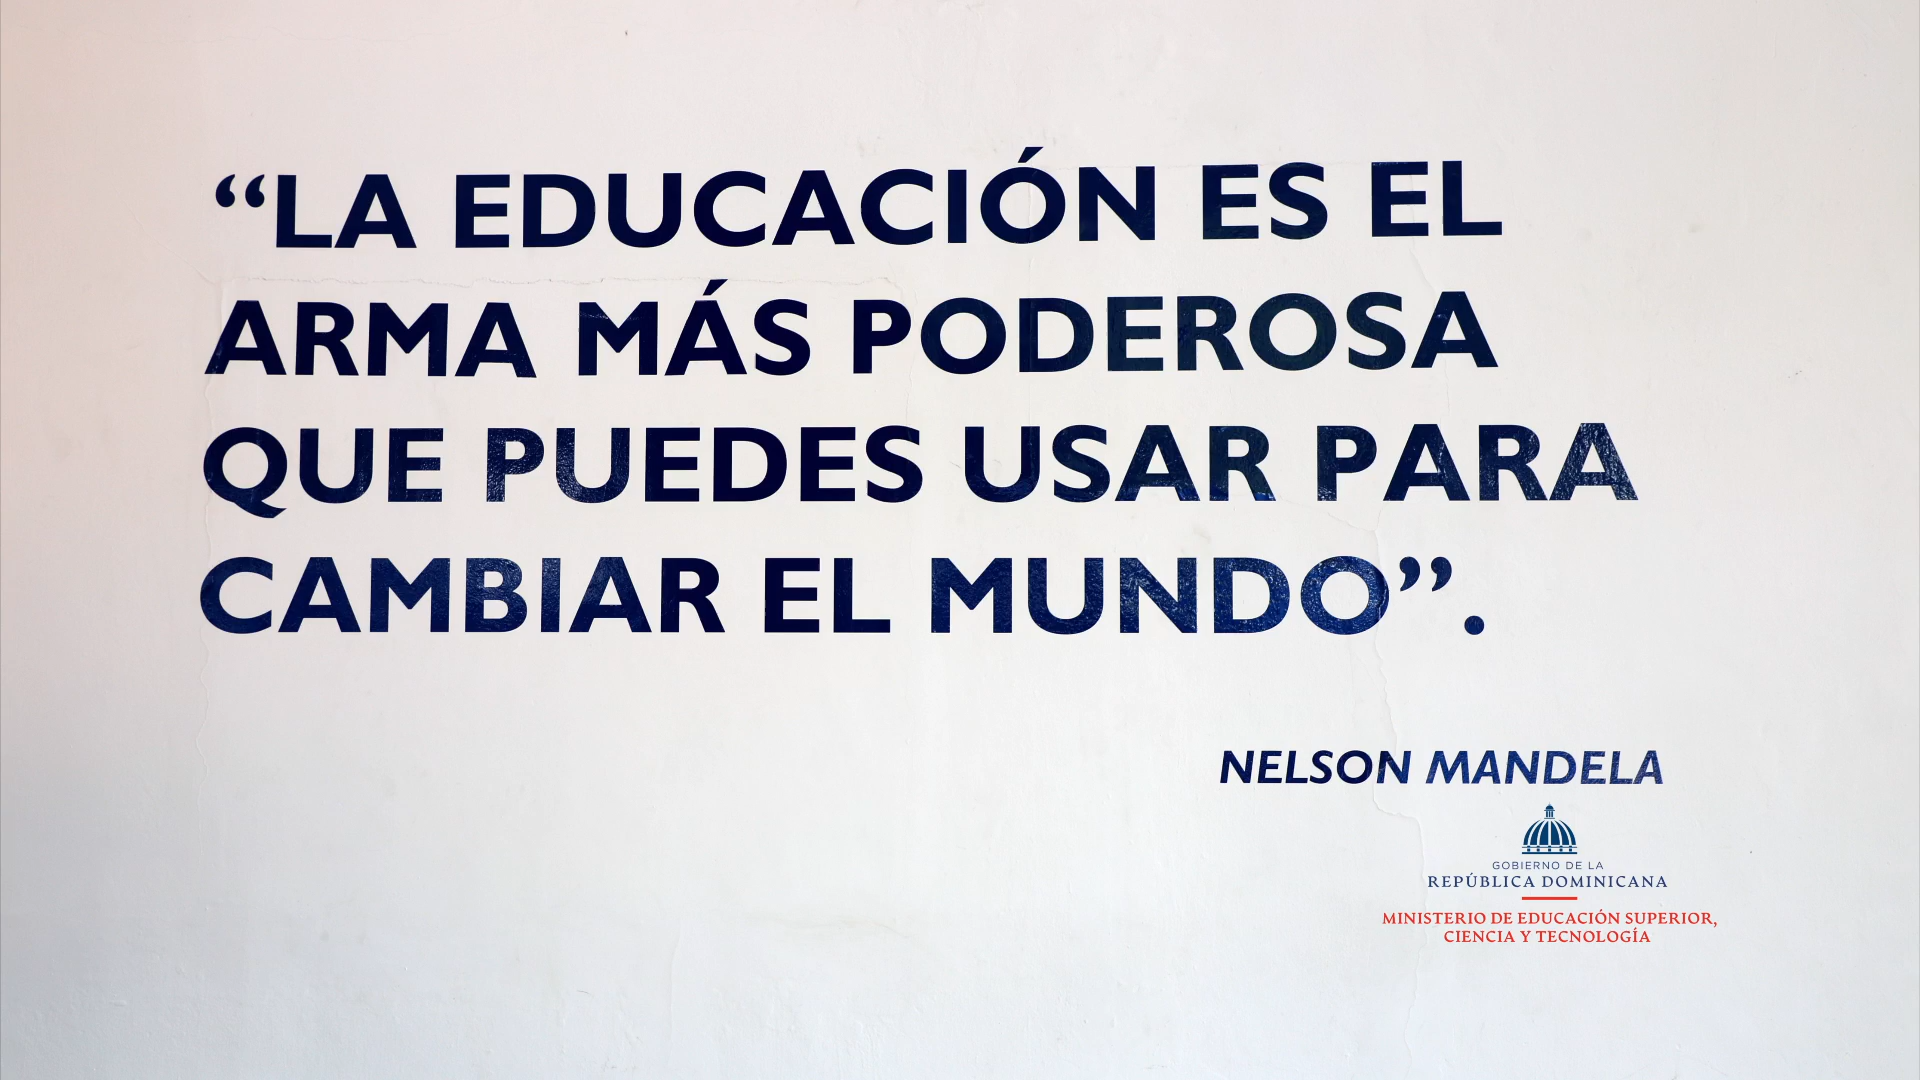 “LA EDUCACIÓN ES EL
ARMA MÁS PODEROSA
QUE PUEDES USAR PARA
CAMBIAR EL MUNDO”.
NELSON MANDELA
GOBIERNO DE LA
REPÚBLICA DOMINICANA
MINISTERIO DE EDUCACIÓN SUPERIOR,
CIENCIA Y TECNOLOGÍA